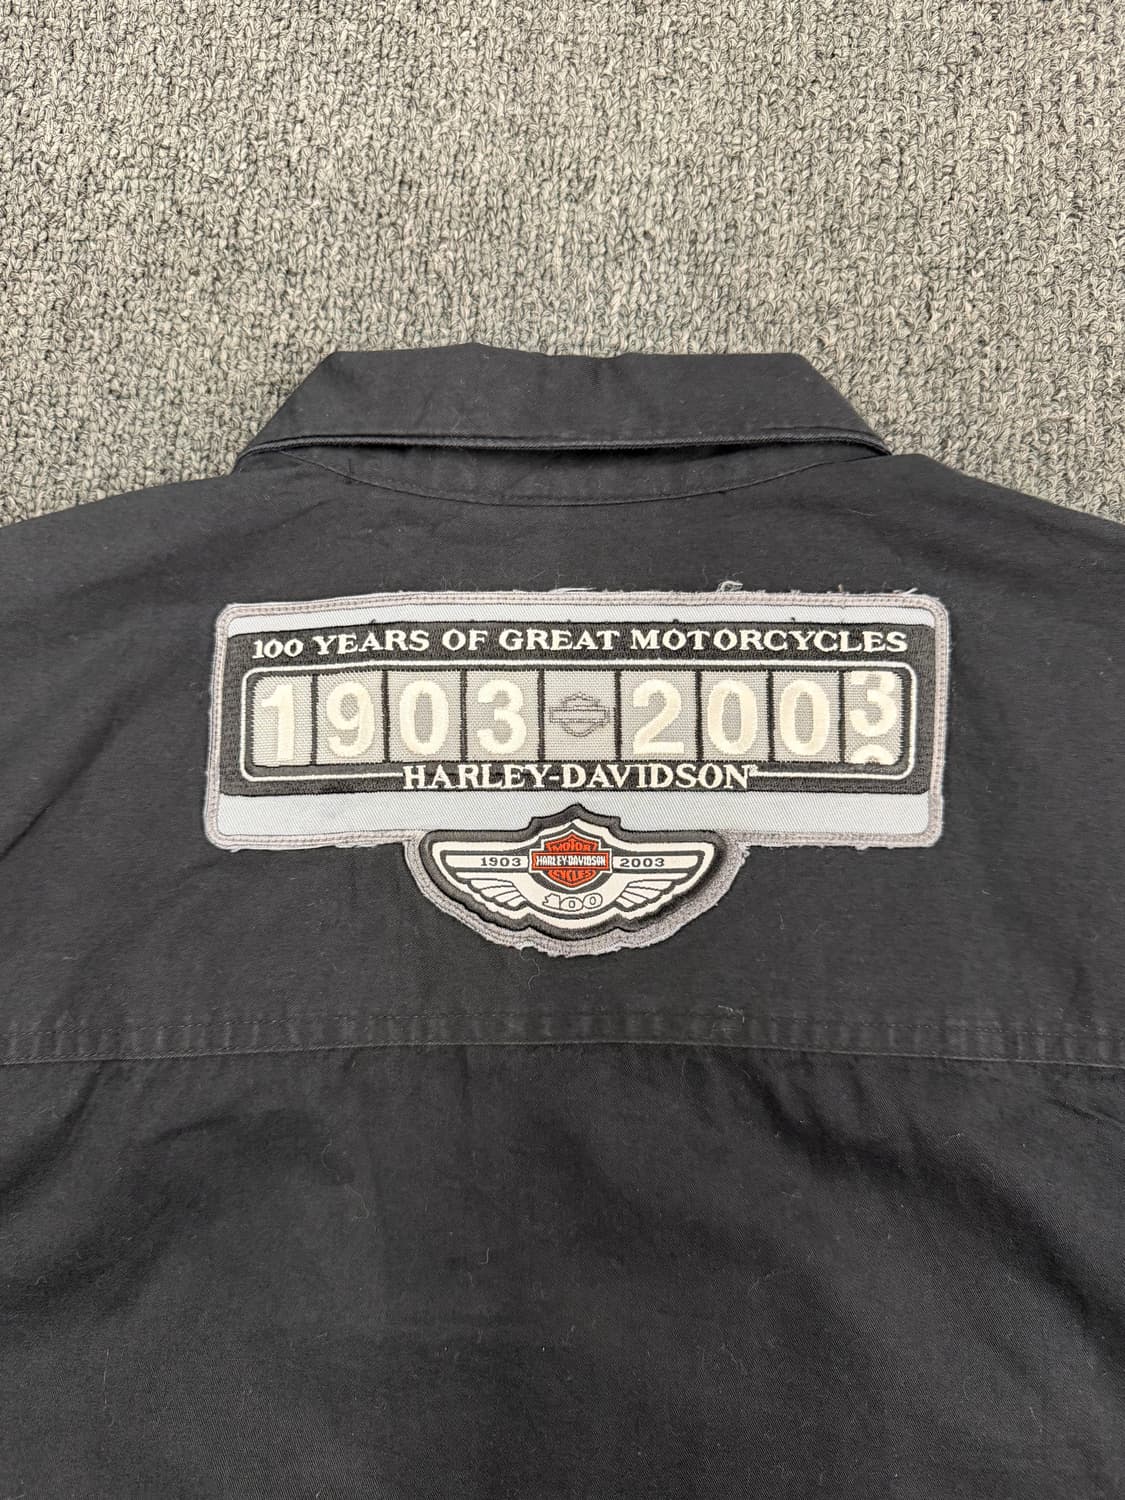 100 YEARS OF GREAT MOTORCYCLES
1903 2003
HARLEY-DAVIDSON®
MOTOR
1903 HARLEY-DAVIDSON 2003
CYCLES
100